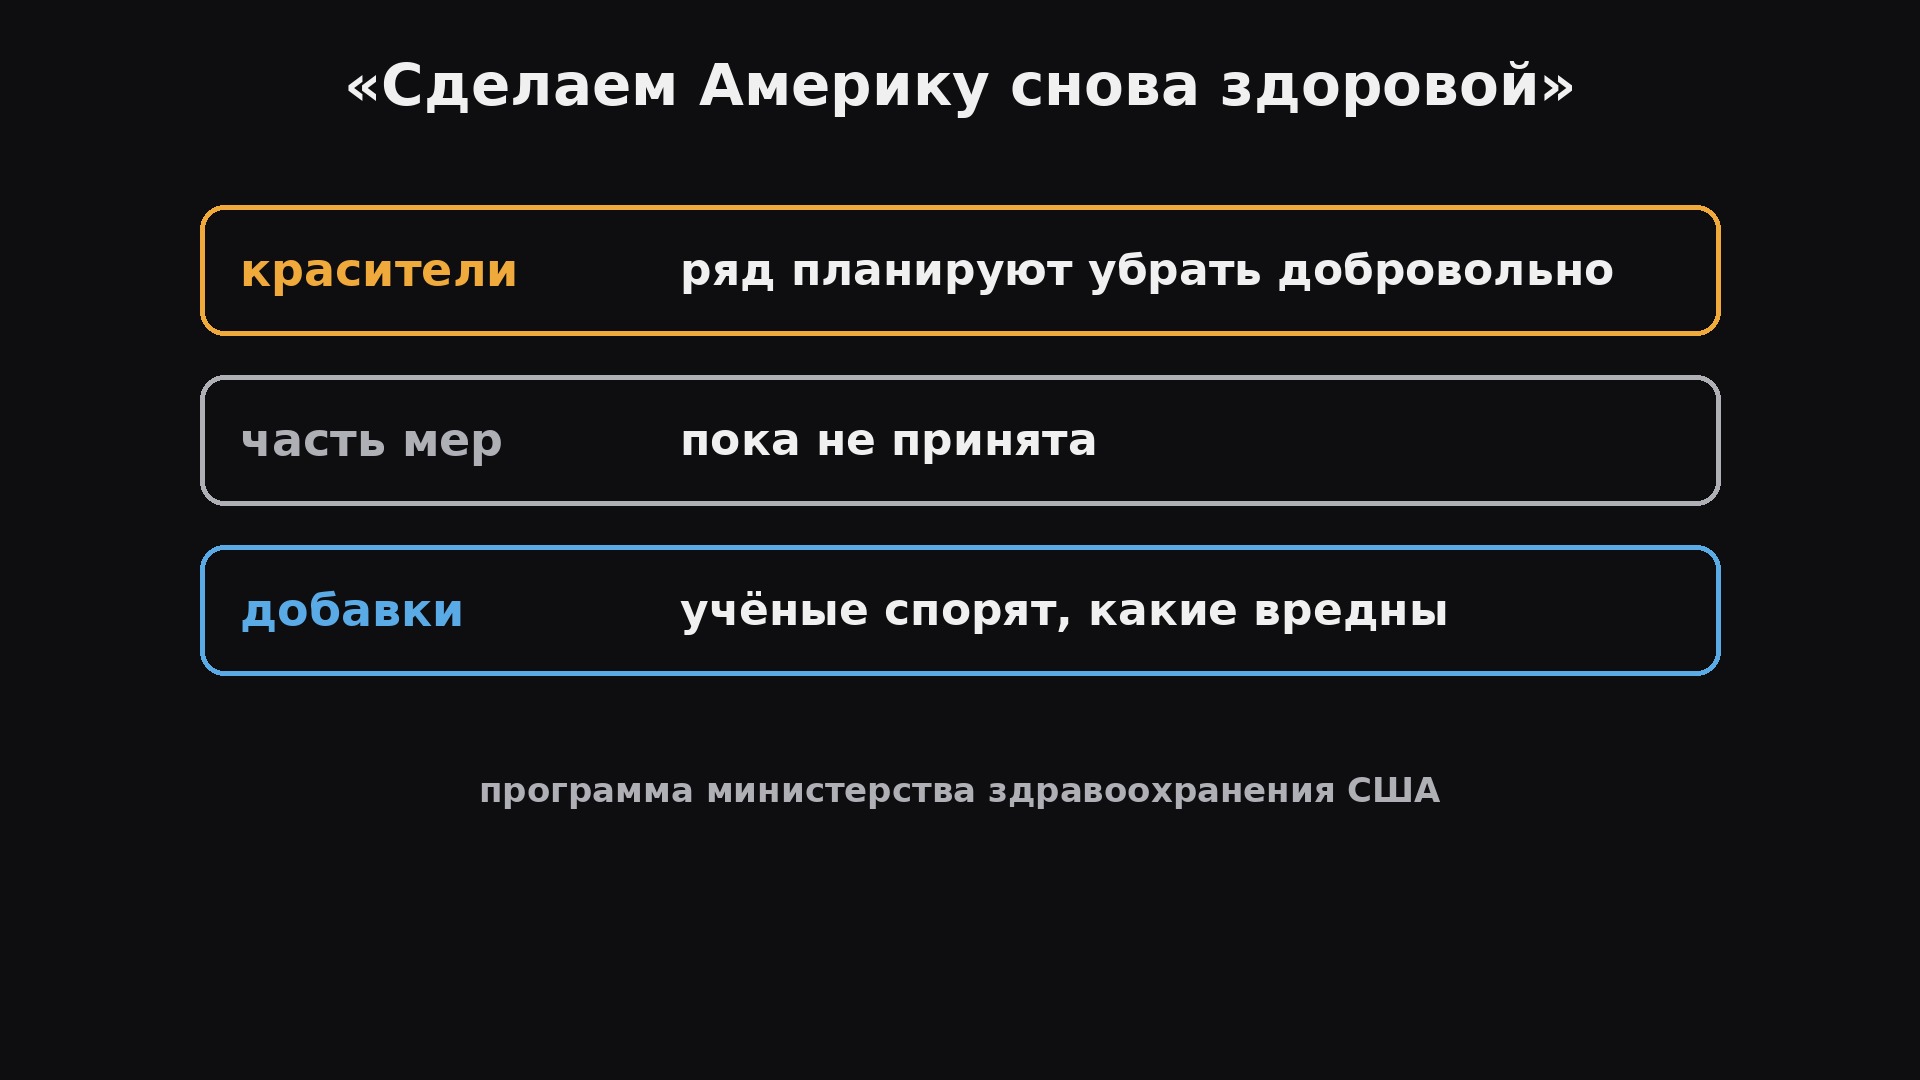 «Сделаем Америку снова здоровой»
красители ряд планируют убрать добровольно
часть мер пока не принята
добавки учёные спорят, какие вредны
программа министерства здравоохранения США